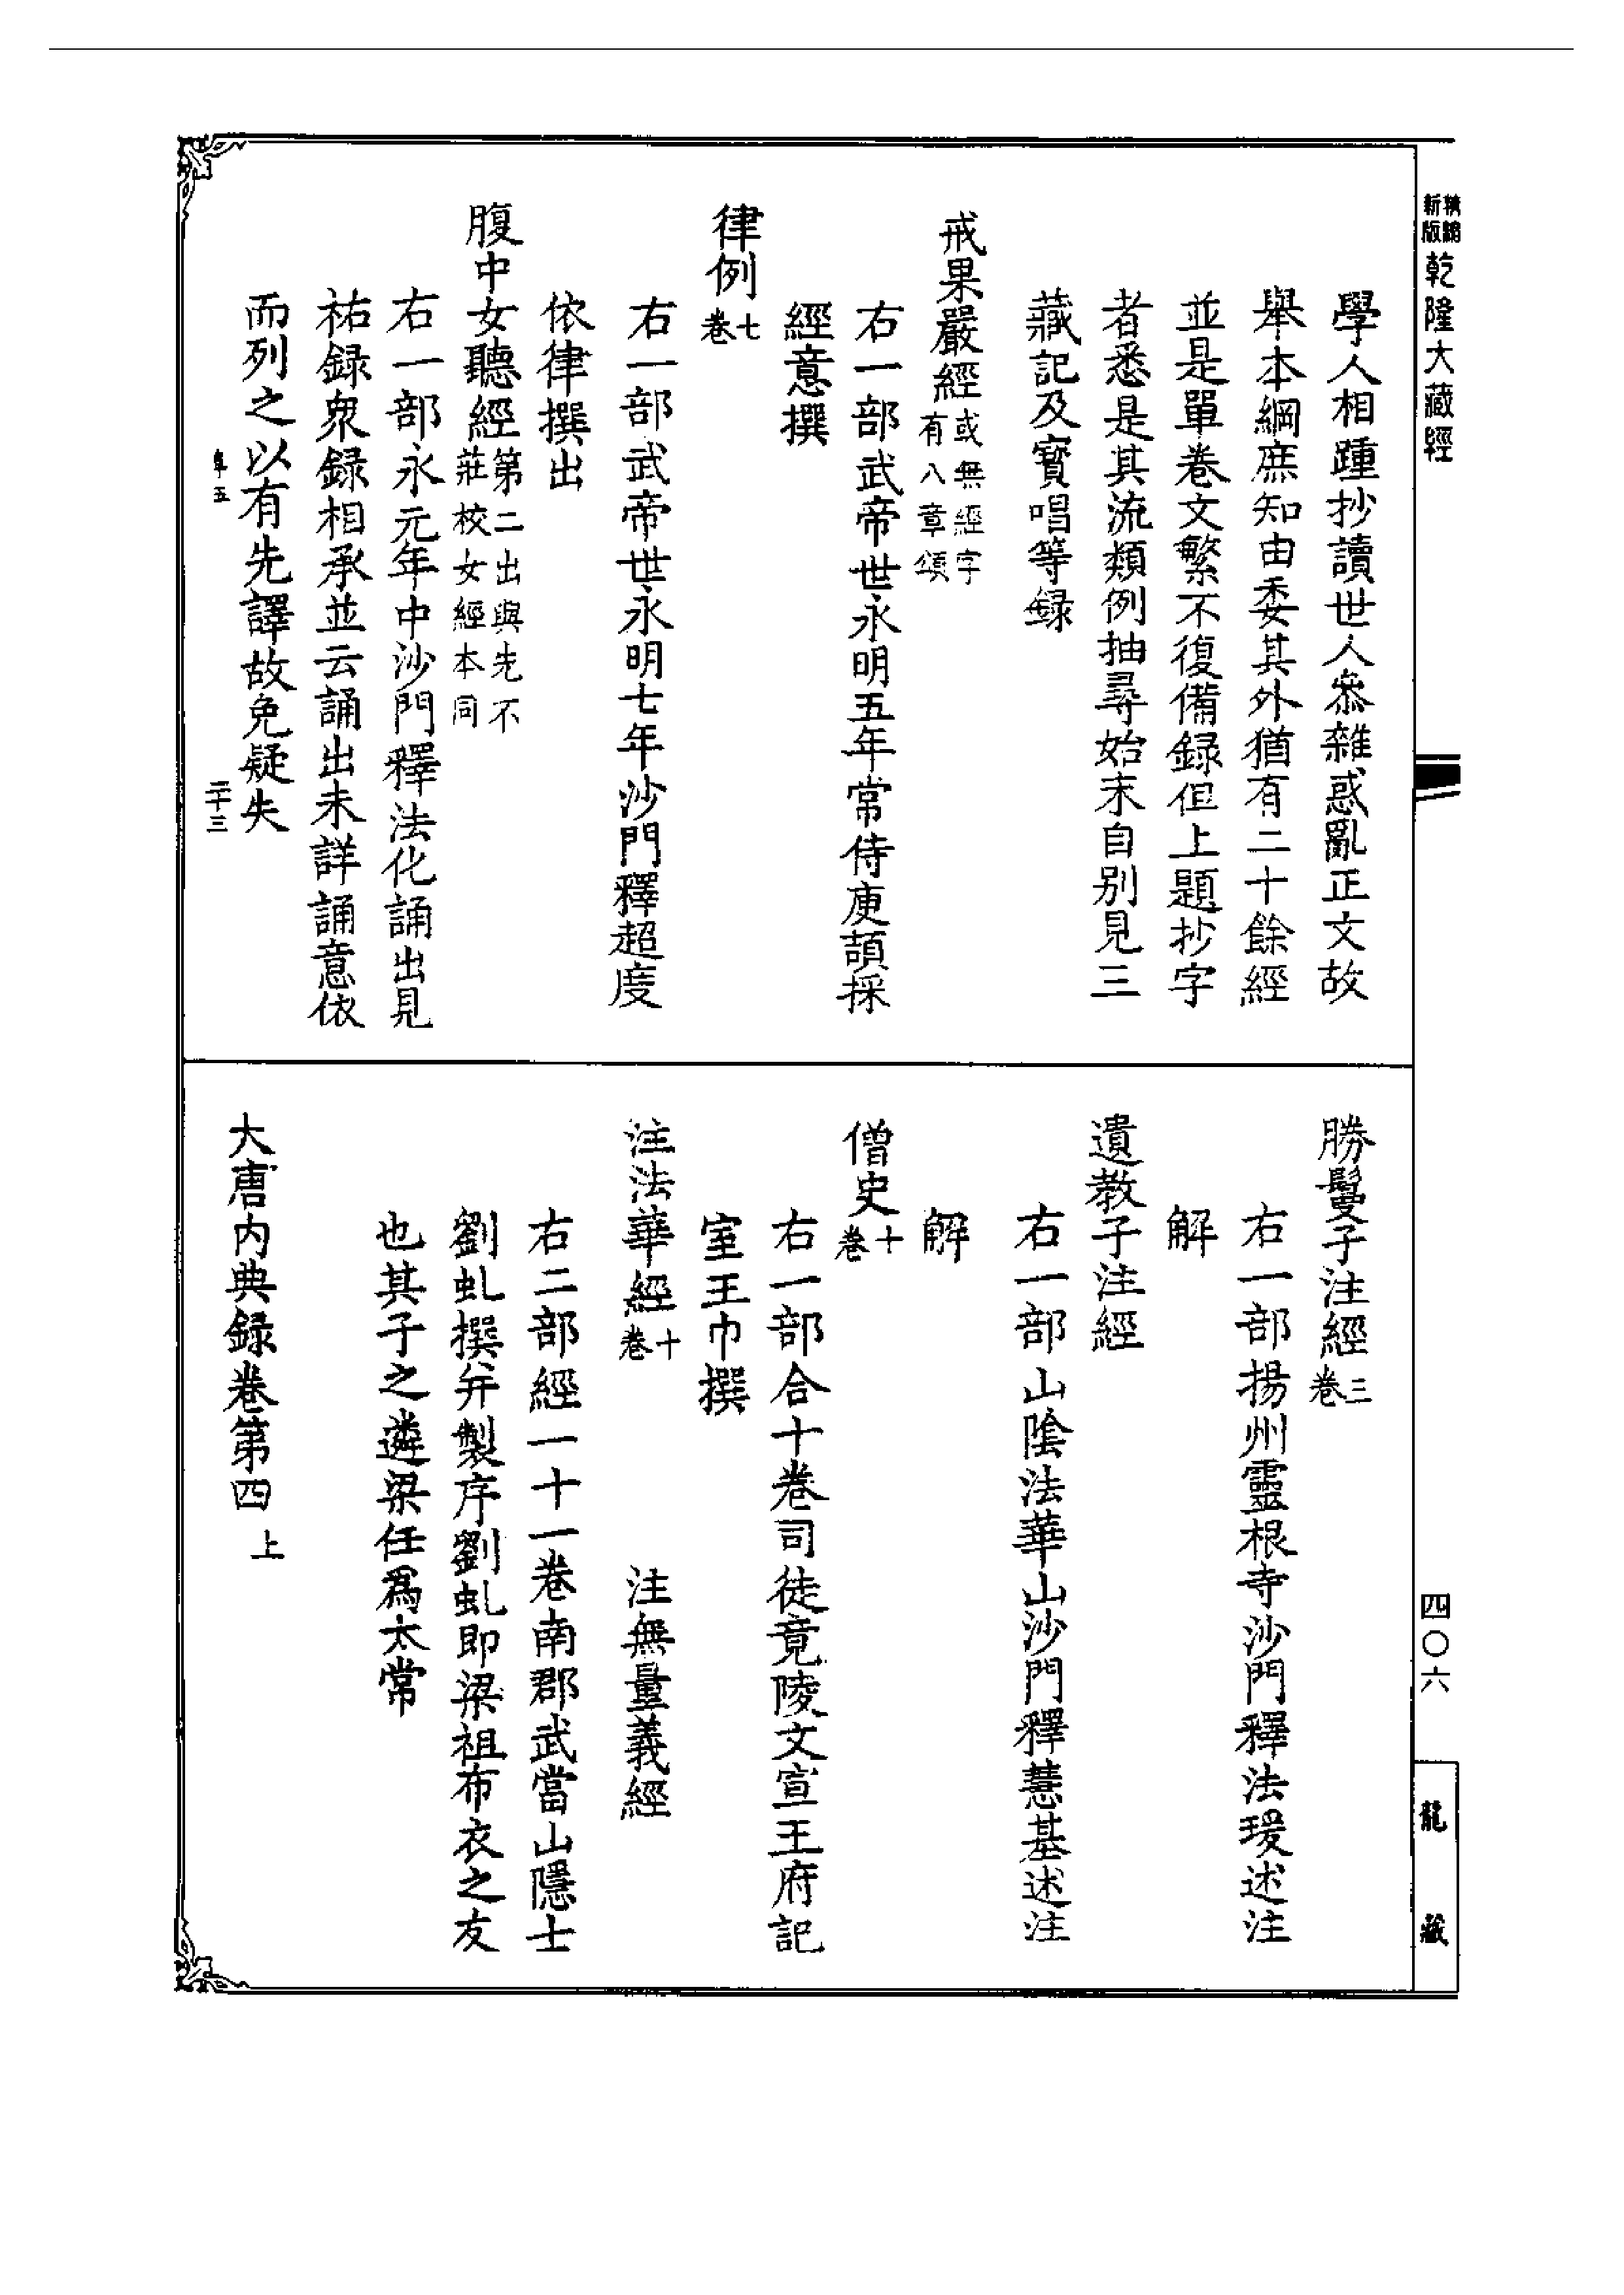 新版
乾隆大藏經
學人相踵抄讀世人叅雜惑亂正文故
舉本綱庶知由委其外猶有二十餘經
並是單卷文繁不復備録但上題抄字
者悉是其流類例抽尋始末自別見三
藏記及寳唱等録
戒果嚴經或無經字
有八章頌
右一部武帝世永明五年常侍庾頡採
經意撰
律例七卷
右一部武帝世永明七年沙門釋超度
依律撰出
腹中女聽經第二出與先不
莊校女經本同
右一部永元年中沙門釋法化誦出見
祐録衆録相承並云誦出未詳誦意依
而列之以有先譯故免疑失
五
二十三
勝鬘子注經三卷
右一部揚州靈根寺沙門釋法瑗述注
解
遺教子注經
右一部山隂法華山沙門釋慧基述注
解
僧史十卷
右一部合十卷司徒竟陵文宣王府記
室王巾撰
注法華經十卷 注無量義經
右二部經一十一卷南郡武當山隱士
劉虬撰并製序劉虬即梁祖布衣之友
也其子之遴梁任爲太常
大唐内典録卷第四 上
四〇六
龍藏